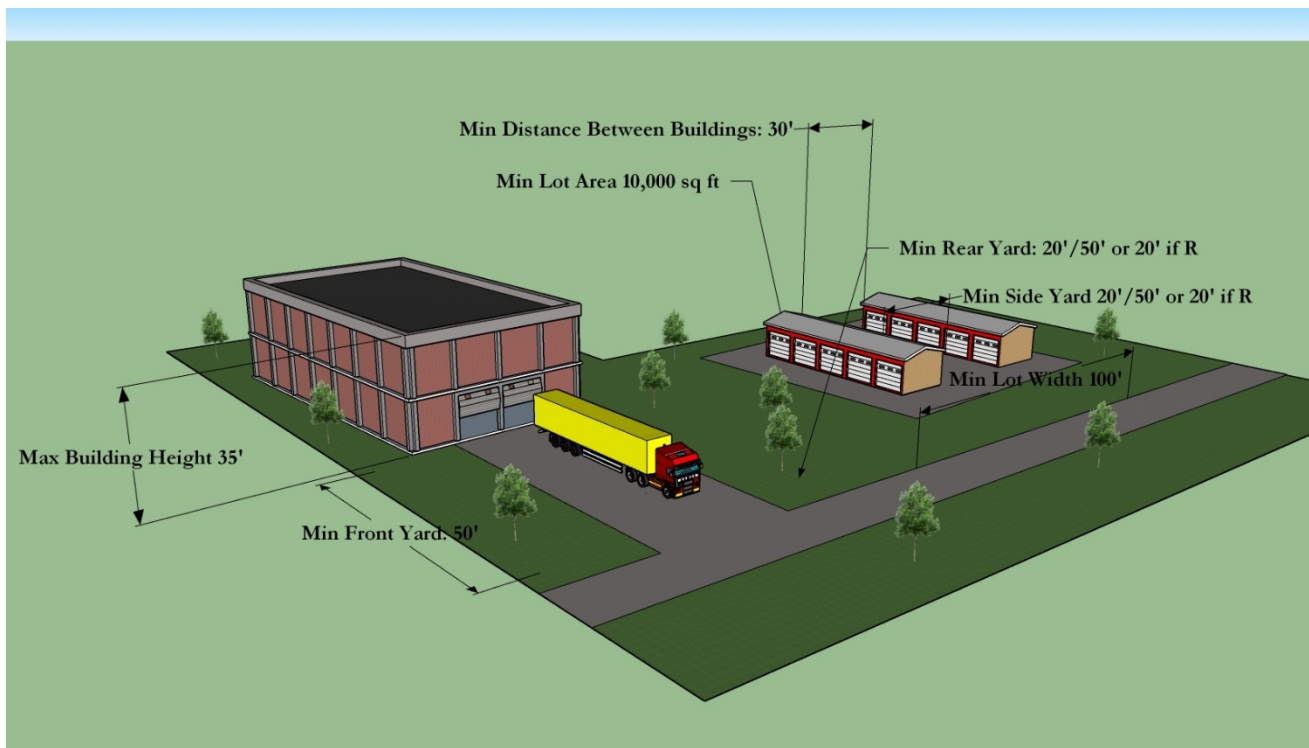 Min Distance Between Buildings: 30'
Min Lot Area 10,000 sq ft
Min Rear Yard: 20'/50' or 20' if R
Min Side Yard 20'/50' or 20' if R
Min Lot Width 100'
Max Building Height 35'
Min Front Yard: 50'